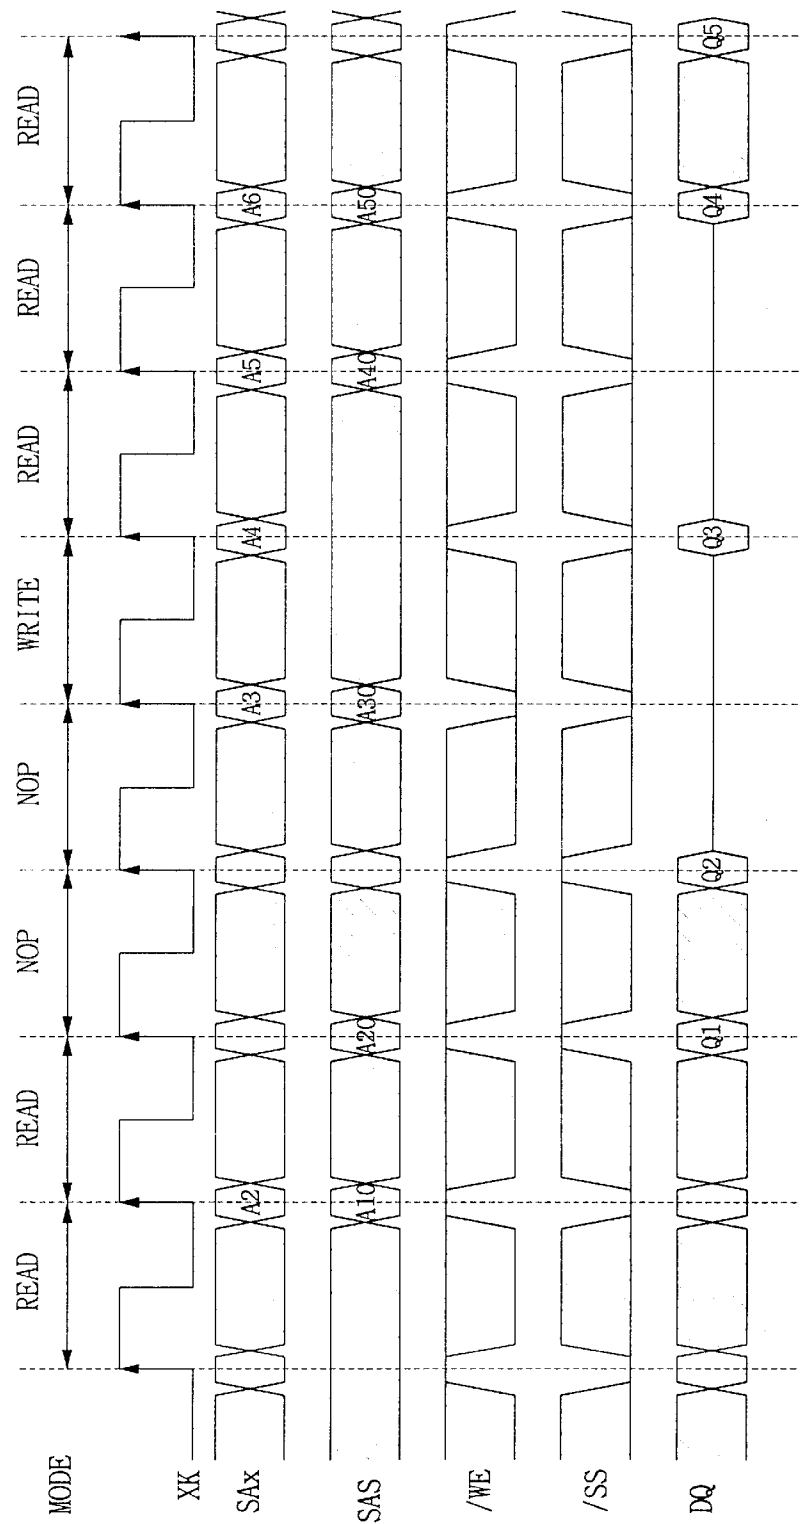 MODE READ READ NOP NOP WRITE READ READ READ
XK
SAx A2 A3 A4 A5 A6
SAS A10 A20 A30 A40 A50
/WE
/SS
DQ Q1 Q2 Q3 Q4 Q5